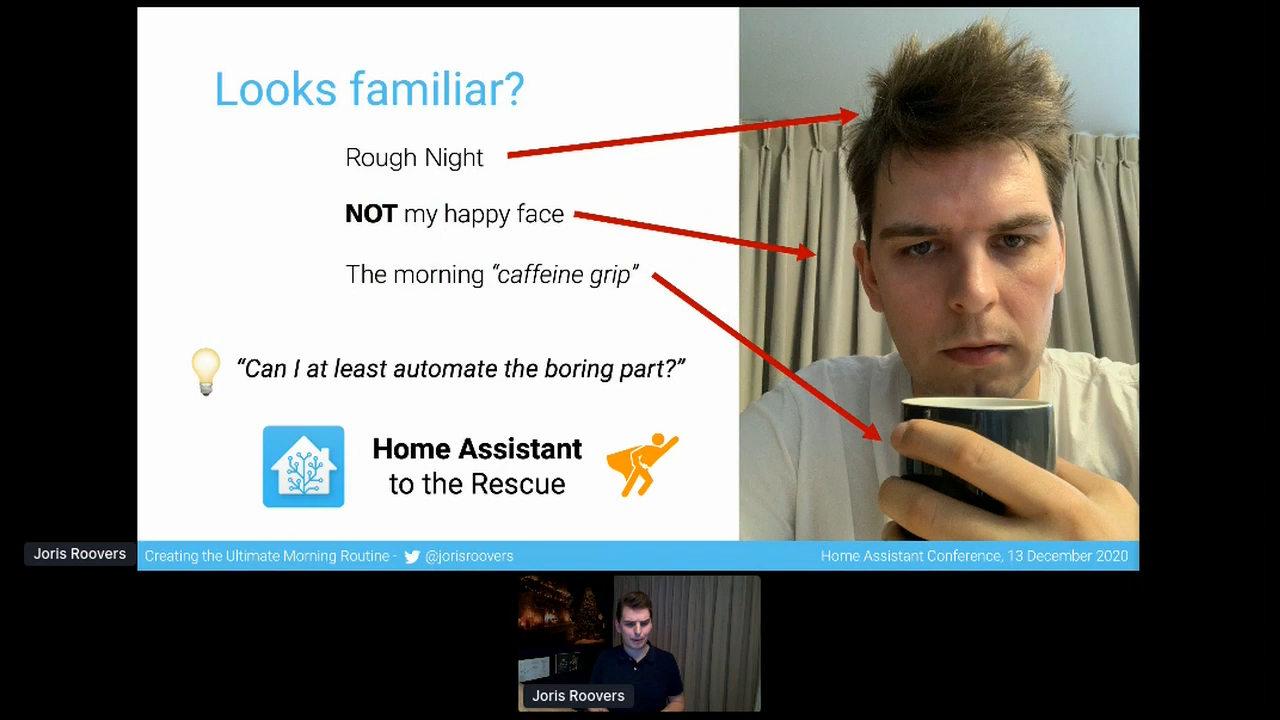 Looks familiar?
Rough Night
NOT my happy face
The morning “caffeine grip”
“Can I at least automate the boring part?”
Home Assistant
to the Rescue
Joris Roovers
Creating the Ultimate Morning Routine - @jorisroovers
Home Assistant Conference, 13 December 2020
Joris Roovers